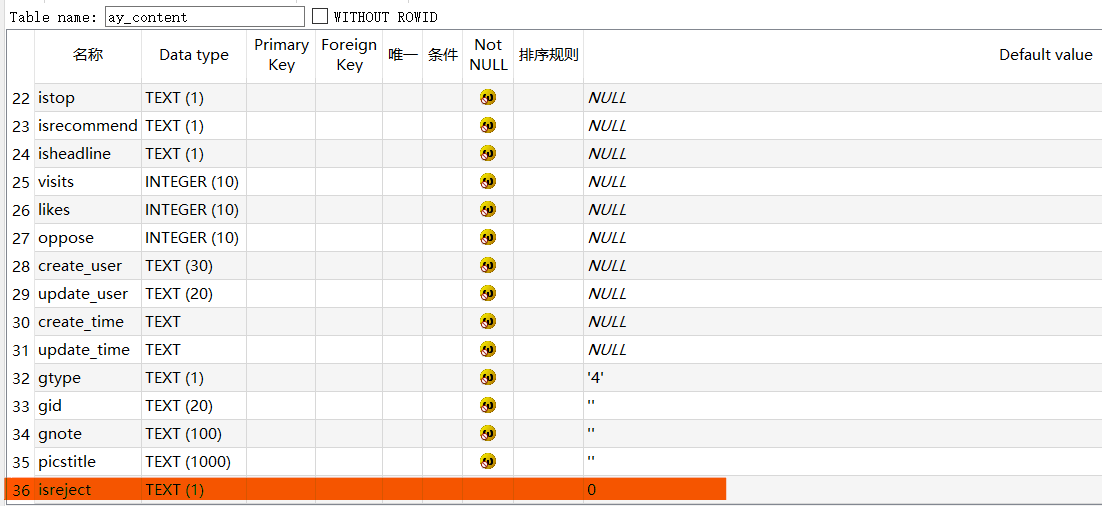 Table name: ay_content WITHOUT ROWID
名称 Data type Primary Key Foreign Key 唯一 条件 Not NULL 排序规则 Default value
22 istop TEXT (1) NULL
23 isrecommend TEXT (1) NULL
24 isheadline TEXT (1) NULL
25 visits INTEGER (10) NULL
26 likes INTEGER (10) NULL
27 oppose INTEGER (10) NULL
28 create_user TEXT (30) NULL
29 update_user TEXT (20) NULL
30 create_time TEXT NULL
31 update_time TEXT NULL
32 gtype TEXT (1) '4'
33 gid TEXT (20) ''
34 gnote TEXT (100) ''
35 picstitle TEXT (1000) ''
36 isreject TEXT (1) 0